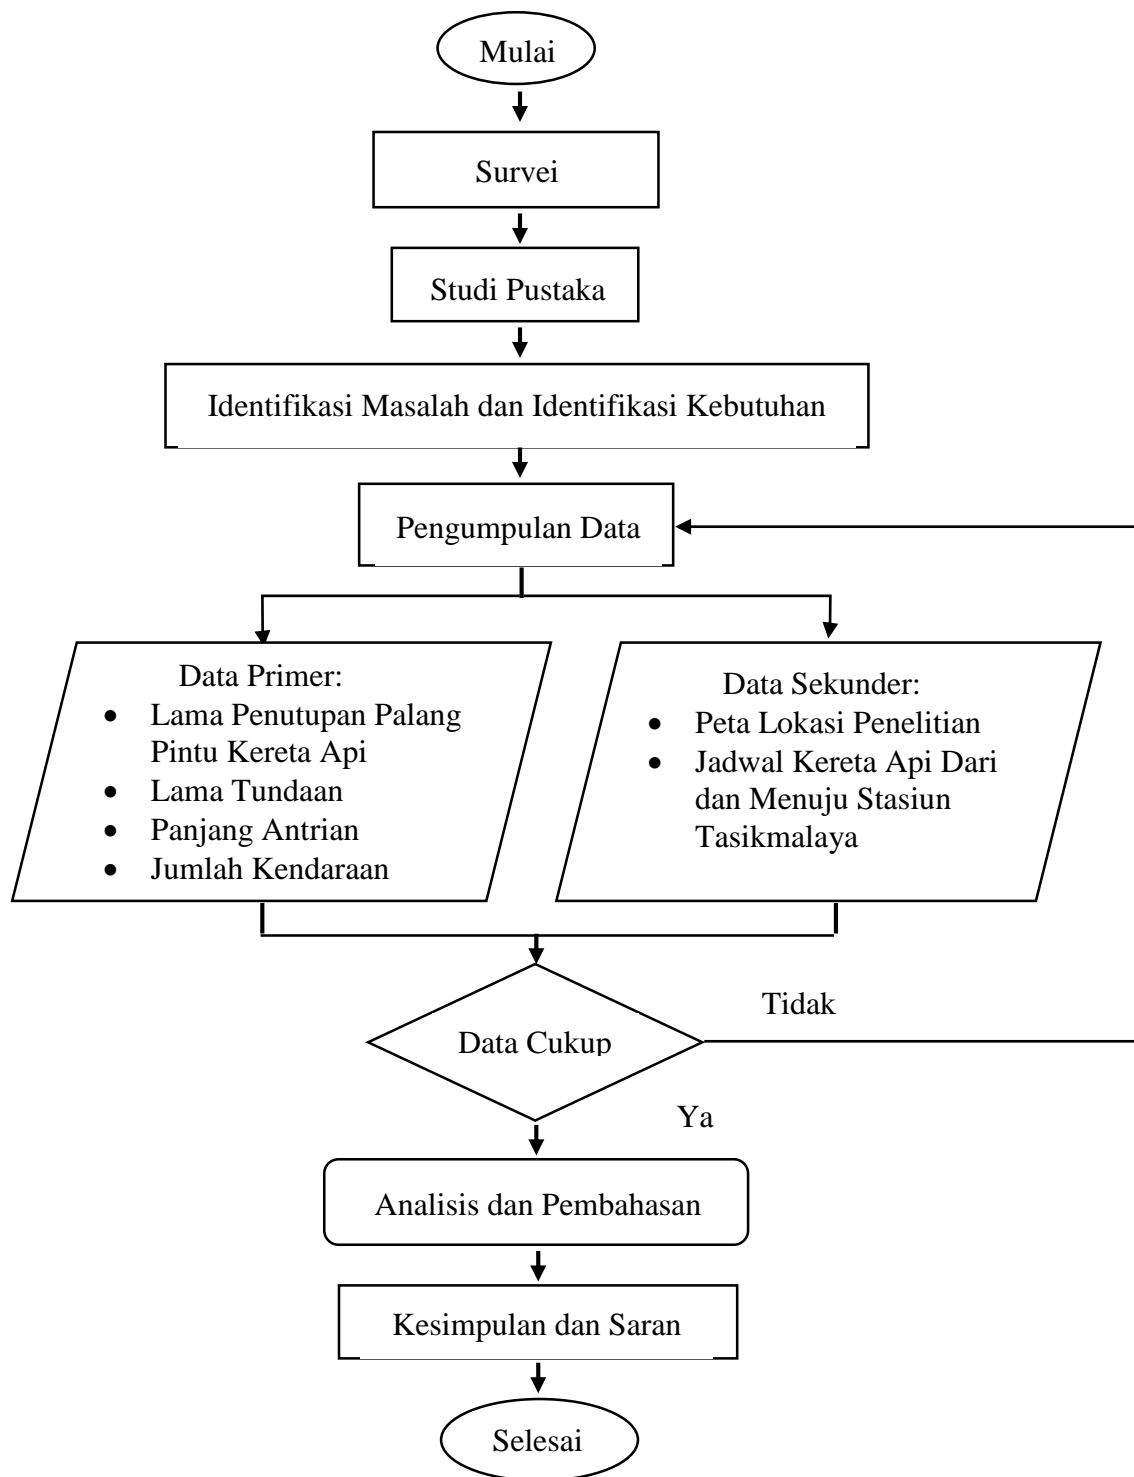 Mulai
Survei
Studi Pustaka
Identifikasi Masalah dan Identifikasi Kebutuhan
Pengumpulan Data
Data Primer:
• Lama Penutupan Palang
Pintu Kereta Api
• Lama Tundaan
• Panjang Antrian
• Jumlah Kendaraan
Data Sekunder:
• Peta Lokasi Penelitian
• Jadwal Kereta Api Dari
dan Menuju Stasiun
Tasikmalaya
Tidak
Data Cukup
Ya
Analisis dan Pembahasan
Kesimpulan dan Saran
Selesai